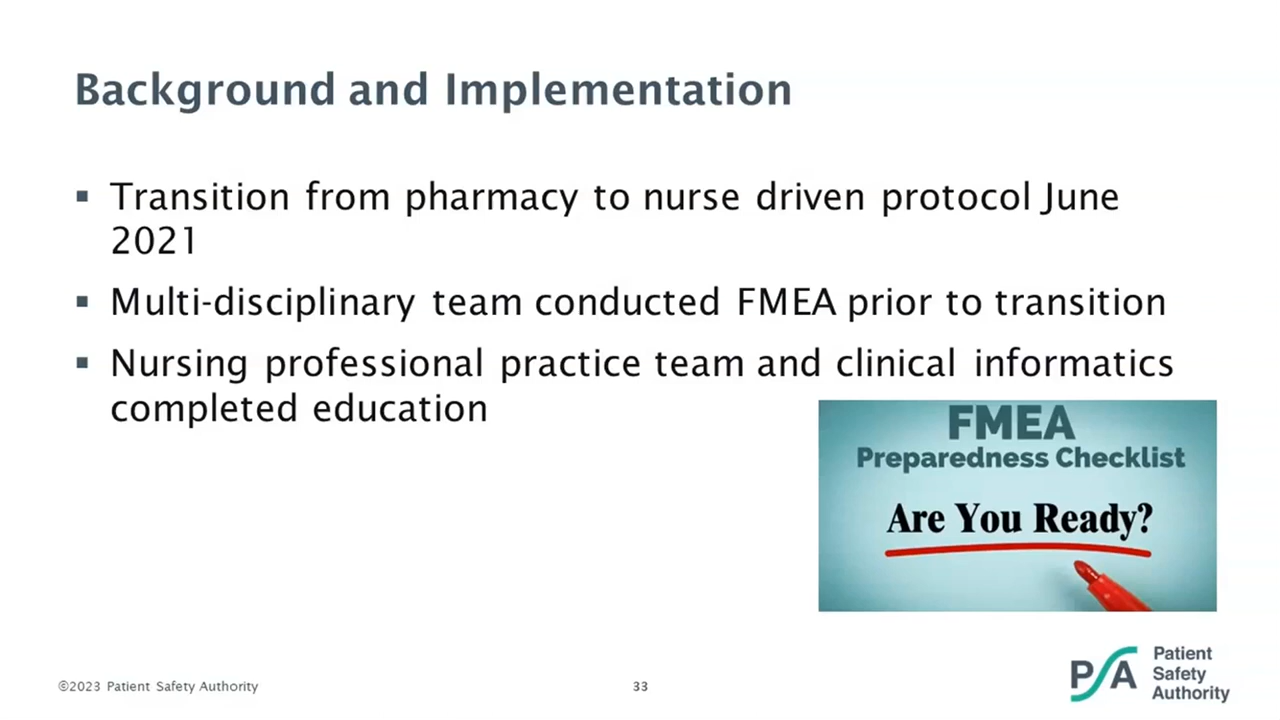 Background and Implementation
▪ Transition from pharmacy to nurse driven protocol June
2021
▪ Multi-disciplinary team conducted FMEA prior to transition
▪ Nursing professional practice team and clinical informatics
completed education
FMEA
Preparedness Checklist
Are You Ready?
©2023 Patient Safety Authority
33
PSA
Patient
Safety
Authority